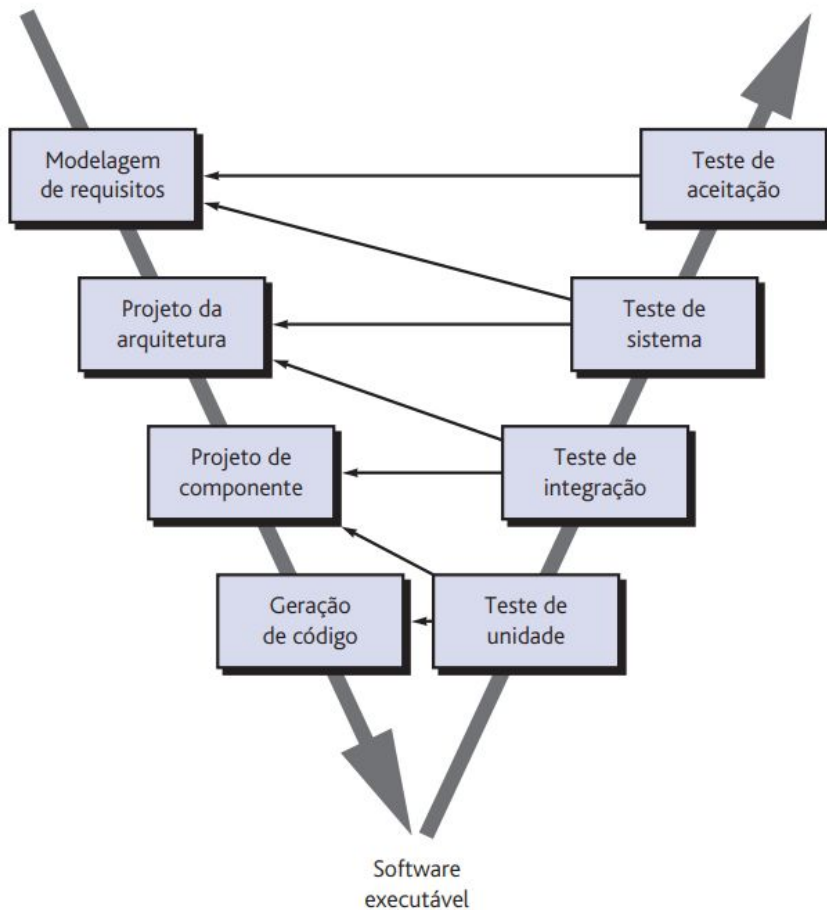 Modelagem
de requisitos
Teste de
aceitação
Projeto da
arquitetura
Teste de
sistema
Projeto de
componente
Teste de
integração
Geração
de código
Teste de
unidade
Software
executável